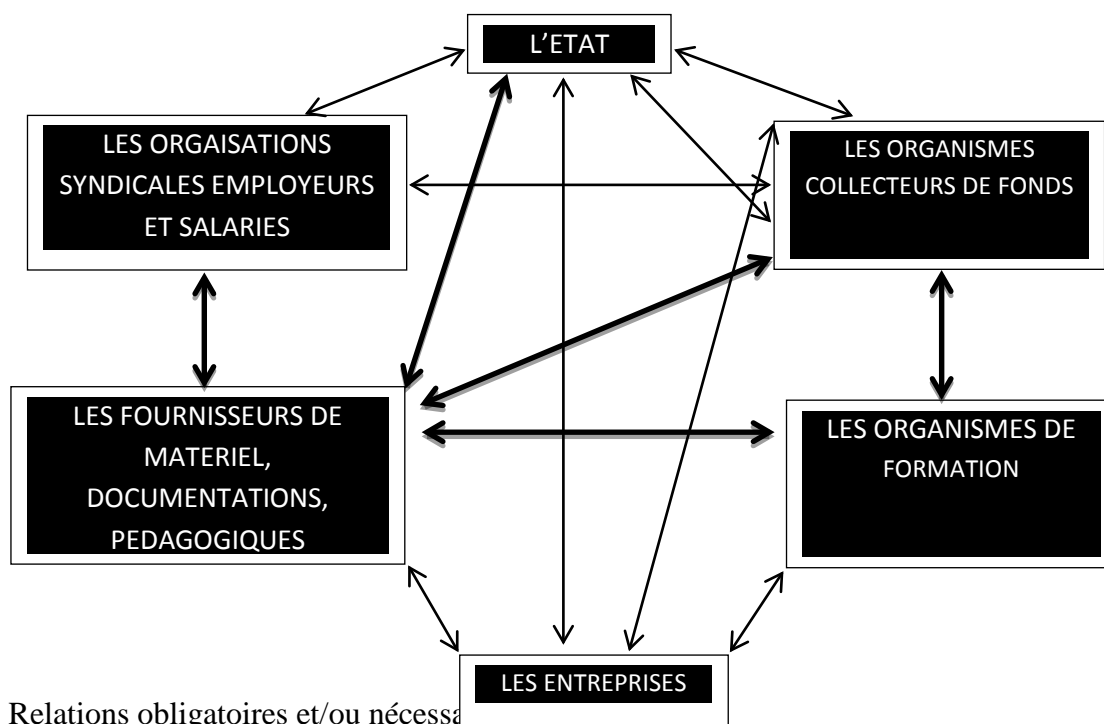 L'ETAT
LES ORGAISATIONS
SYNDICALES EMPLOYEURS
ET SALARIES
LES ORGANISMES
COLLECTEURS DE FONDS
LES FOURNISSEURS DE
MATERIEL,
DOCUMENTATIONS,
PEDAGOGIQUES
LES ORGANISMES DE
FORMATION
LES ENTREPRISES
Relations obligatoires et/ou